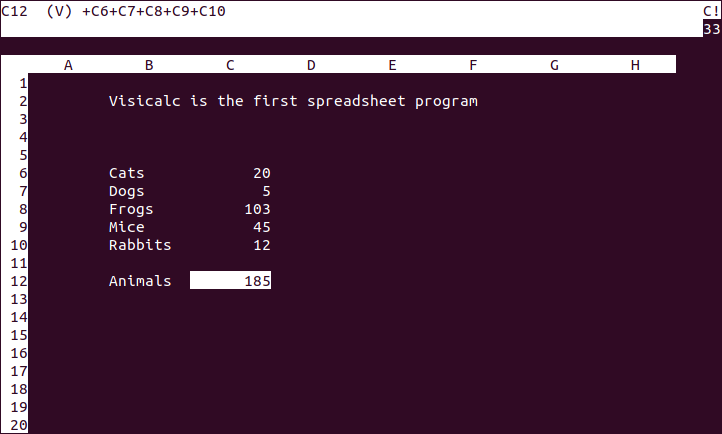 C12  (V) +C6+C7+C8+C9+C10 C!
33
A B C D E F G H
1
2 Visicalc is the first spreadsheet program
3
4
5
6 Cats 20
7 Dogs 5
8 Frogs 103
9 Mice 45
10 Rabbits 12
11
12 Animals 185
13
14
15
16
17
18
19
20